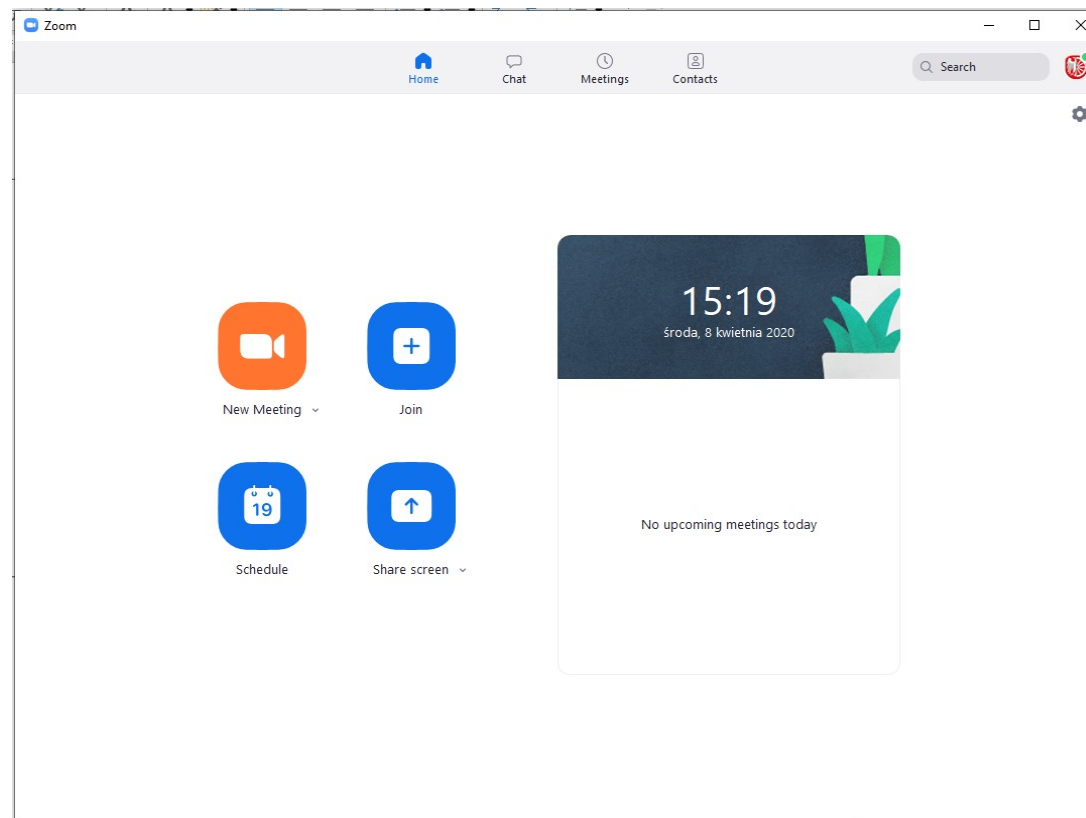 Zoom
Home
Chat
Meetings
Contacts
Search
15:19
środa, 8 kwietnia 2020
New Meeting
Join
19
Schedule
Share screen
No upcoming meetings today